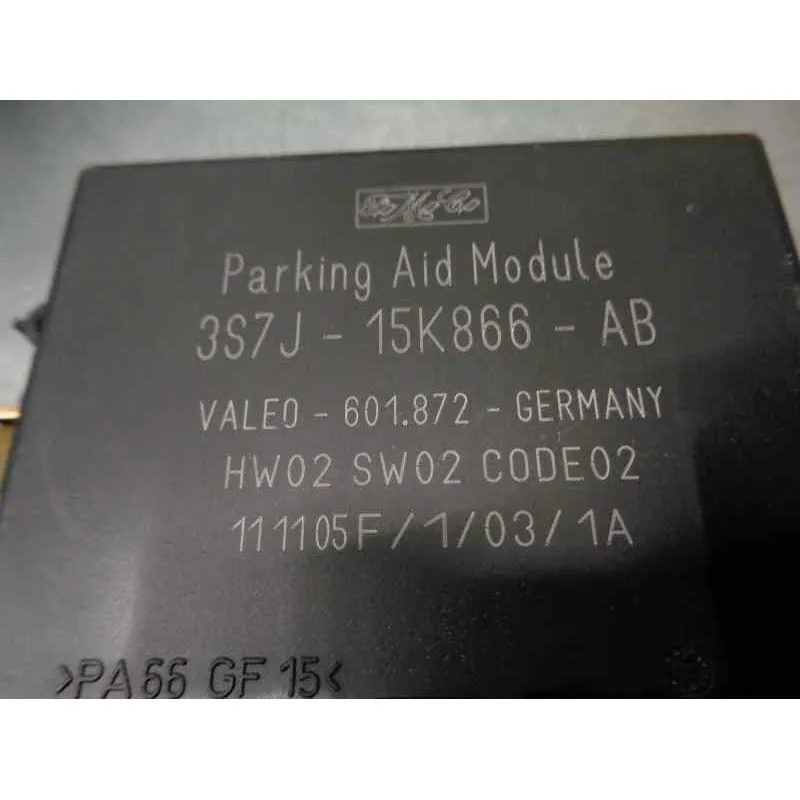 FoMoCo
Parking Aid Module
3S7J - 15K866 - AB
VALEO - 601.872 - GERMANY
HW02 SW02 CODE02
111105F/1/03/1A
>PA66 GF 15<